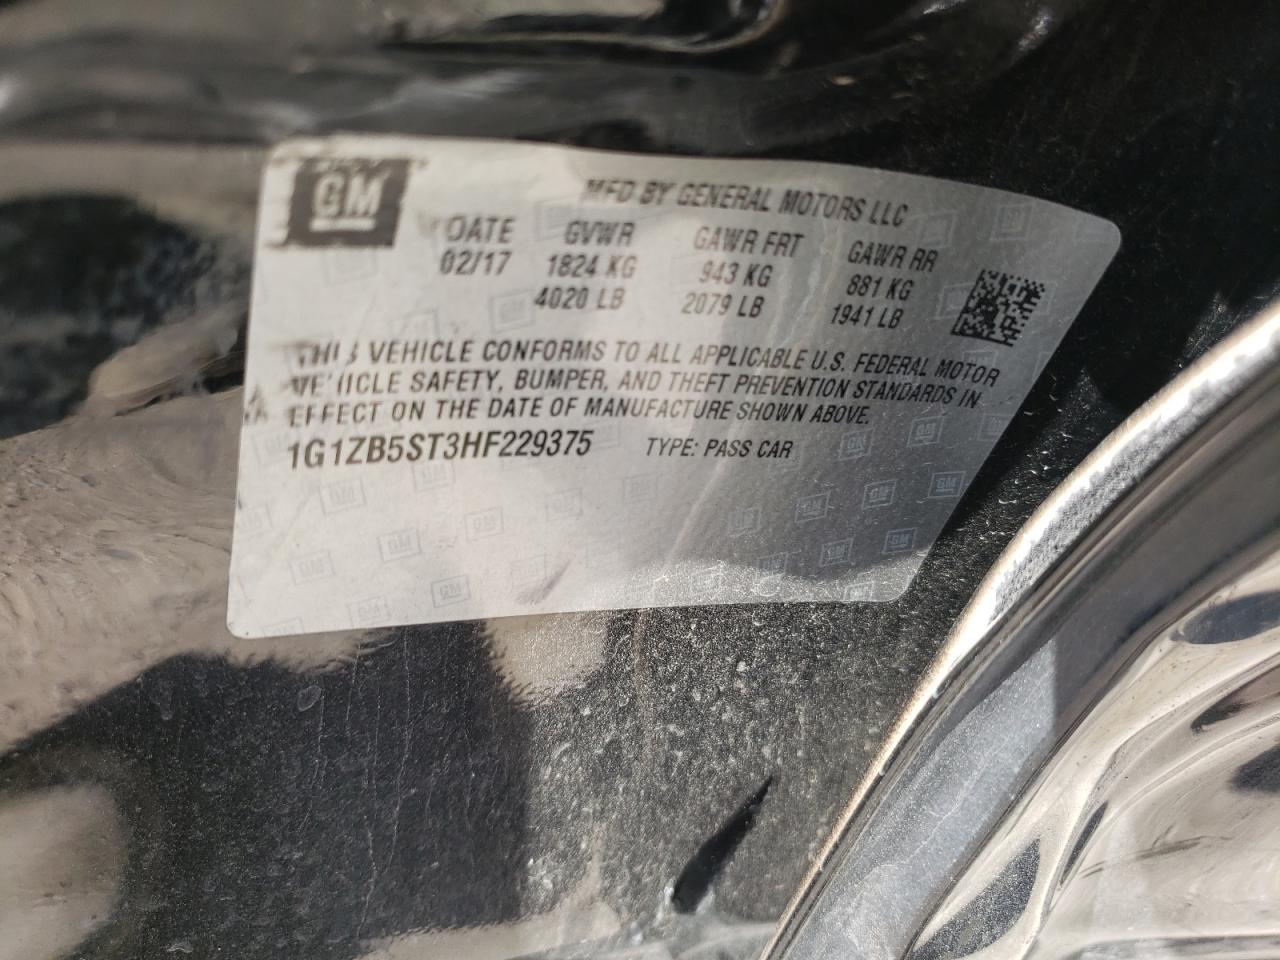 GM
MFD BY GENERAL MOTORS LLC
DATE GVWR GAWR FRT GAWR RR
02/17 1824 KG 943 KG 881 KG
4020 LB 2079 LB 1941 LB
THIS VEHICLE CONFORMS TO ALL APPLICABLE U.S. FEDERAL MOTOR
VEHICLE SAFETY, BUMPER, AND THEFT PREVENTION STANDARDS IN
EFFECT ON THE DATE OF MANUFACTURE SHOWN ABOVE.
1G1ZB5ST3HF229375 TYPE: PASS CAR